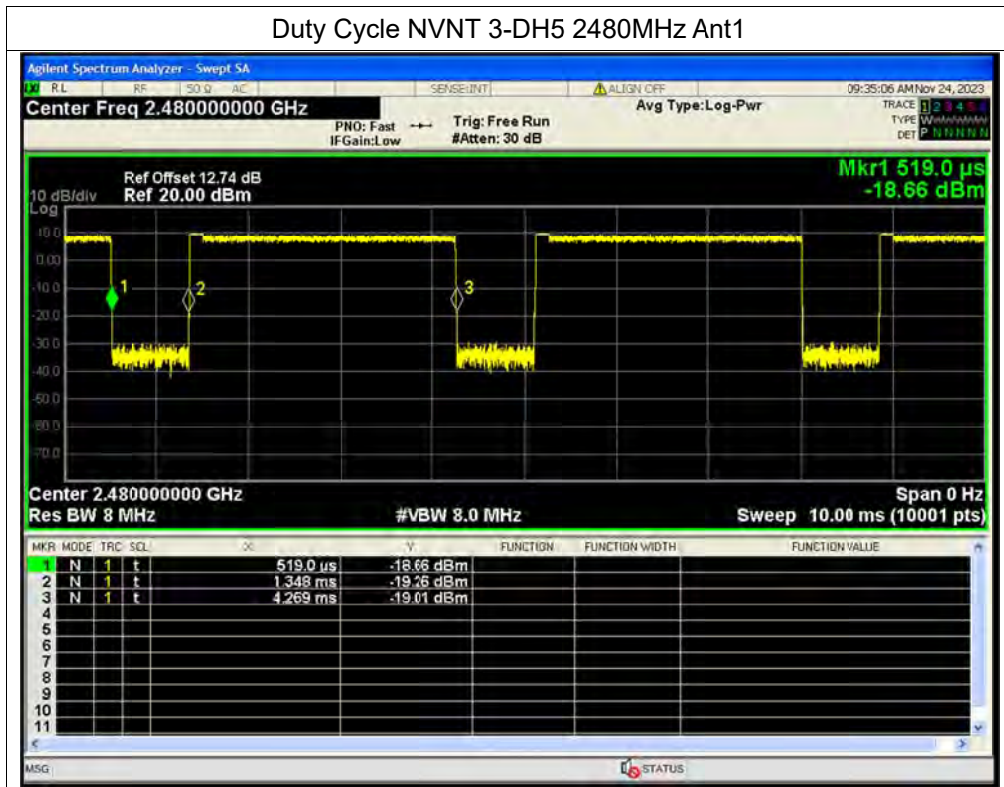 Duty Cycle NVNT 3-DH5 2480MHz Ant1
Agilent Spectrum Analyzer - Swept SA
RL RF 50 Ω AC SENSE:INT ALIGN OFF 09:35:06 AM Nov 24, 2023
Center Freq 2.480000000 GHz Avg Type:Log-Pwr TRACE 1 2 3 4 5 6
PNO: Fast Trig: Free Run TYPE W
IFGain:Low #Atten: 30 dB DET P N N N N N
Mkr1 519.0 µs
-18.66 dBm
Ref Offset 12.74 dB
10 dB/div Ref 20.00 dBm
Log
10.0
0.00
-10.0
1
2
3
-20.0
-30.0
-40.0
-50.0
-60.0
-70.0
Center 2.480000000 GHz Span 0 Hz
Res BW 8 MHz #VBW 8.0 MHz Sweep 10.00 ms (10001 pts)
MKR MODE TRC SCL X Y FUNCTION FUNCTION WIDTH FUNCTION VALUE
1 N 1 t 519.0 µs -18.66 dBm
2 N 1 t 1.348 ms -19.26 dBm
3 N 1 t 4.269 ms -19.01 dBm
4
5
6
7
8
9
10
11
MSG STATUS